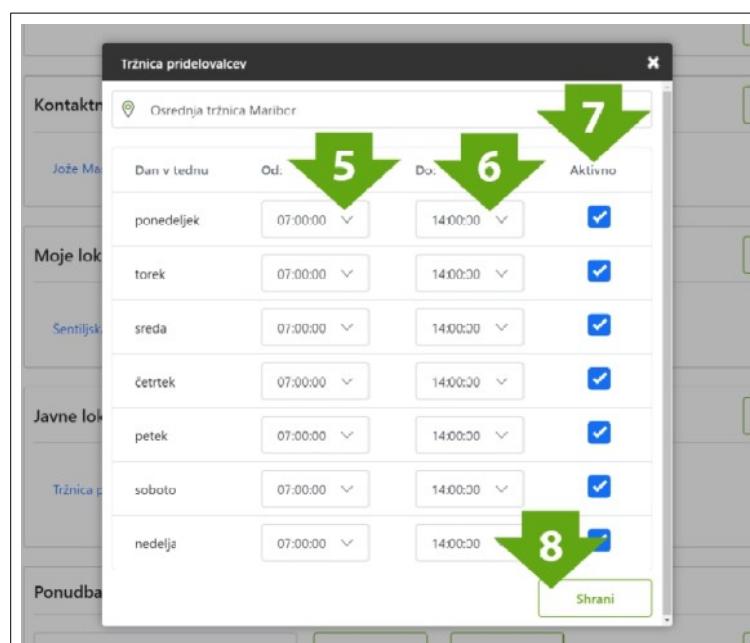 Tržnica pridelovalcev
Kontaktn
Osrednja tržnica Maribor
7
Jože Ma
Dan v tednu Od: 5 Do: 6 Aktivno
ponedeljek 07:00:00 14:00:00
Moje lok
torek 07:00:00 14:00:00
Šentiljsk
sreda 07:00:00 14:00:00
četrtek 07:00:00 14:00:00
Javne lok
petek 07:00:00 14:00:00
Tržnica p
soboto 07:00:00 14:00:00
nedelja 07:00:00 14:00:00
8
Ponudba
Shrani